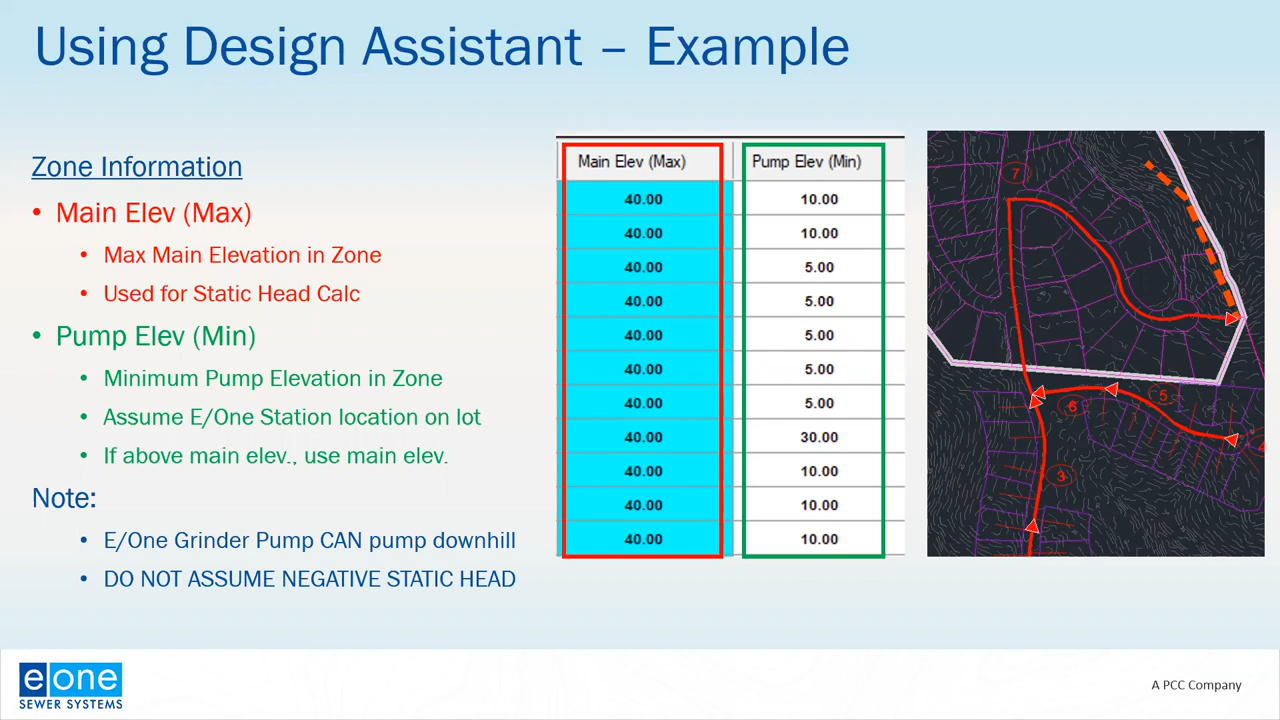 Using Design Assistant – Example
Zone Information
• Main Elev (Max)
• Max Main Elevation in Zone
• Used for Static Head Calc
• Pump Elev (Min)
• Minimum Pump Elevation in Zone
• Assume E/One Station location on lot
• If above main elev., use main elev.
Note:
• E/One Grinder Pump CAN pump downhill
• DO NOT ASSUME NEGATIVE STATIC HEAD
Main Elev (Max) Pump Elev (Min)
40.00 10.00
40.00 10.00
40.00 5.00
40.00 5.00
40.00 5.00
40.00 5.00
40.00 5.00
40.00 30.00
40.00 10.00
40.00 10.00
40.00 10.00
7
5
6
3
eone
SEWER SYSTEMS
A PCC Company